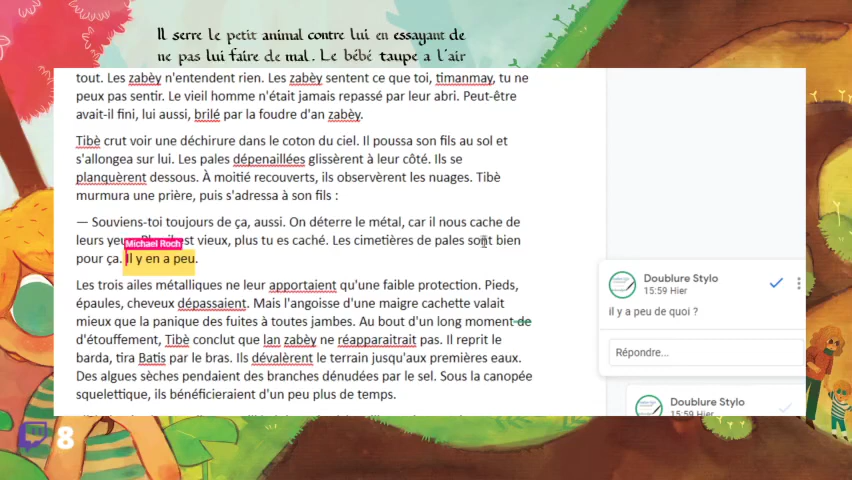 Il serre le petit animal contre lui en essayant de
ne pas lui faire de mal. Le bébé taupe a l'air
tout. Les zabèy n'entendent rien. Les zabèy sentent ce que toi, timanmay, tu ne
peux pas sentir. Le vieil homme n'était jamais repassé par leur abri. Peut-être
avait-il fini, lui aussi, brilé par la foudre d'an zabèy.
Tibè crut voir une déchirure dans le coton du ciel. Il poussa son fils au sol et
s'allongea sur lui. Les pales dépenaillées glissèrent à leur côté. Ils se
planquèrent dessous. À moitié recouverts, ils observèrent les nuages. Tibè
murmura une prière, puis s'adressa à son fils :
— Souviens-toi toujours de ça, aussi. On déterre le métal, car il nous cache de
leurs vieux, plus tu es caché. Les cimetières de pales sont bien
Michael Roch
pour ça. Il y en a peu.
Les trois ailes métalliques ne leur apportaient qu'une faible protection. Pieds,
épaules, cheveux dépassaient. Mais l'angoisse d'une maigre cachette valait
mieux que la panique des fuites à toutes jambes. Au bout d'un long moment de
d'étouffement, Tibè conclut que lan zabèy ne réapparaitrait pas. Il reprit le
barda, tira Batis par le bras. Ils dévalèrent le terrain jusqu'aux premières eaux.
Des algues sèches pendaient des branches dénudées par le sel. Sous la canopée
squelettique, ils bénéficieraient d'un peu plus de temps.
Doublure Stylo
15:59 Hier
il y a peu de quoi ?
Répondre...
Doublure Stylo
15:59 Hier
8